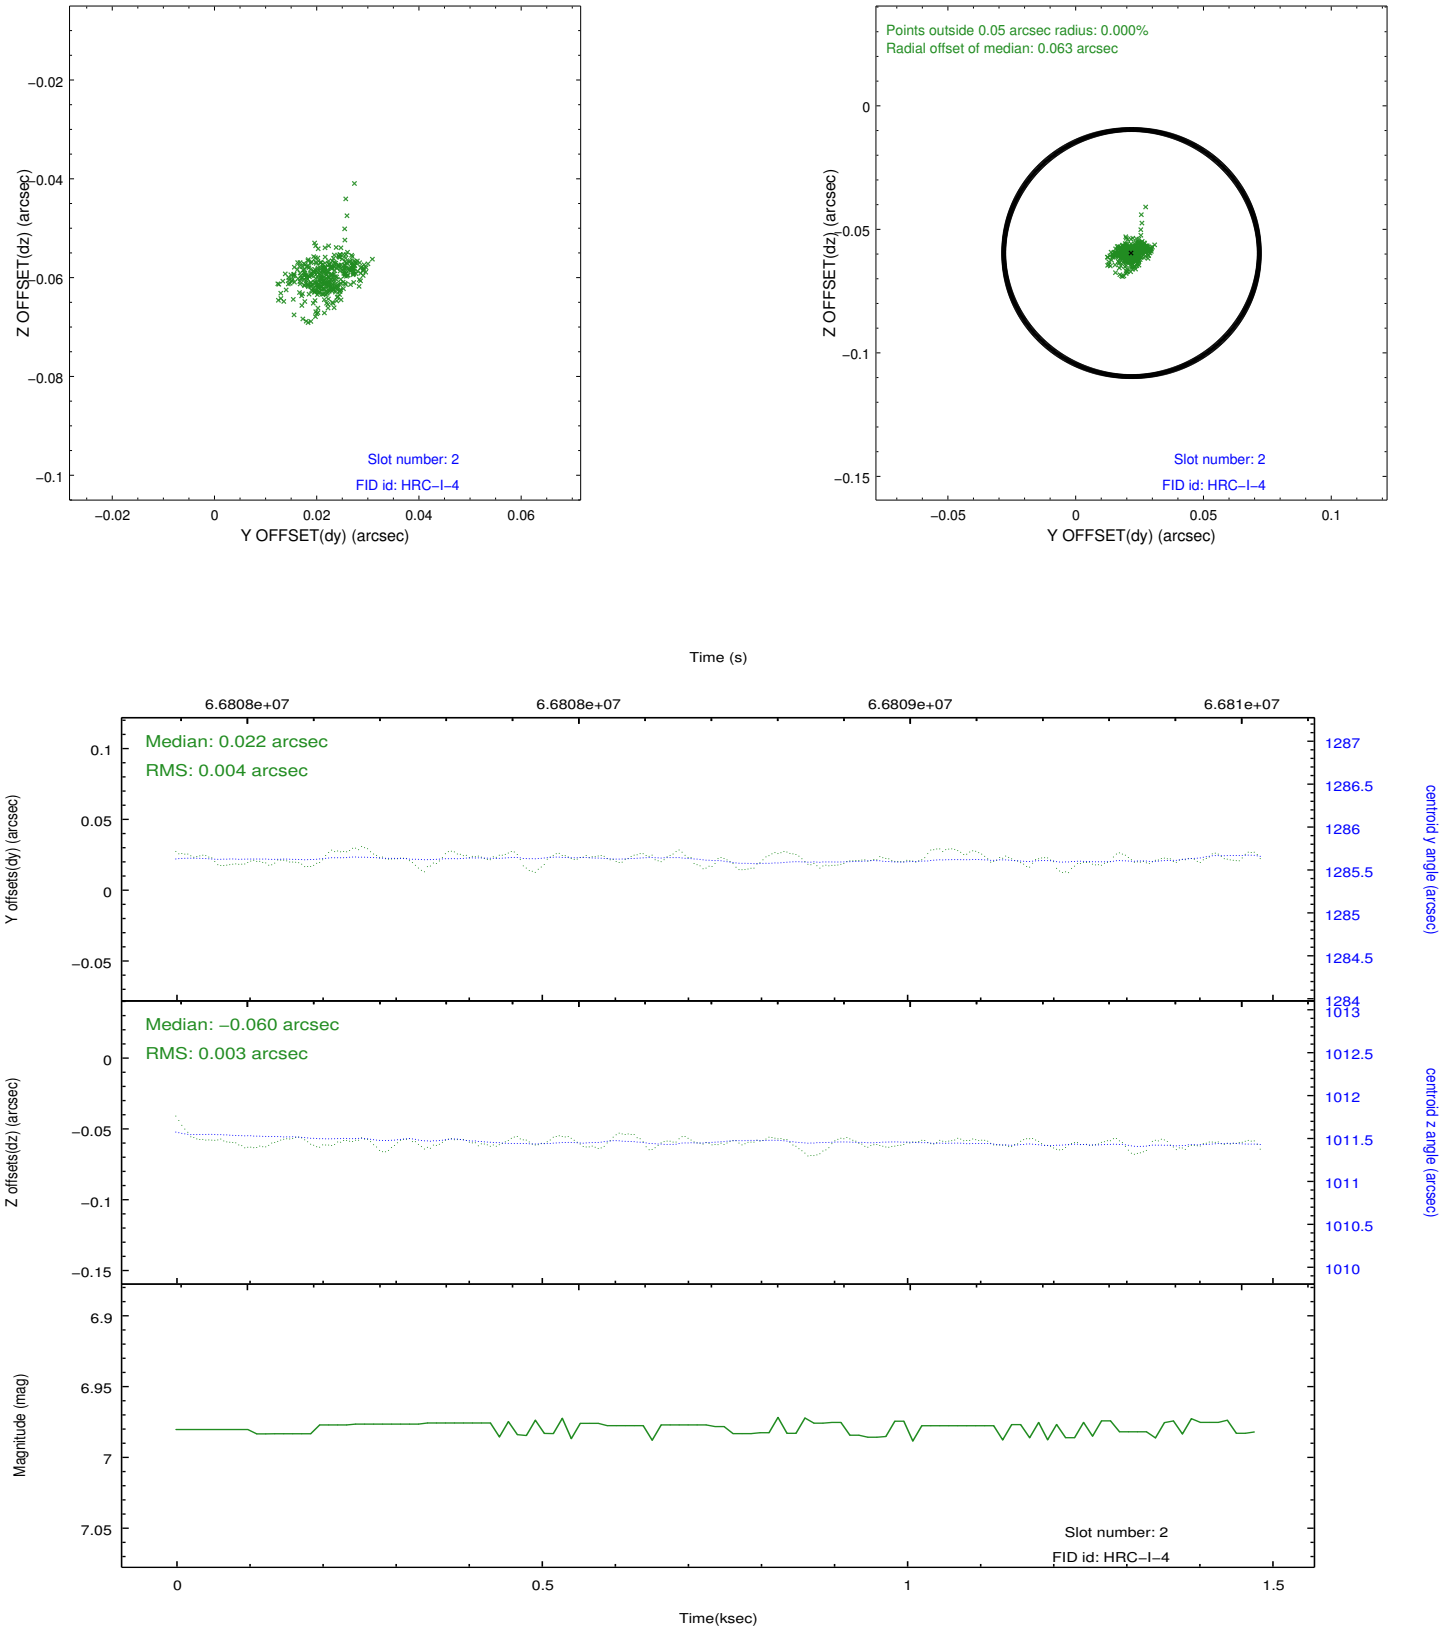 Points outside 0.05 arcsec radius: 0.000%
Radial offset of median: 0.063 arcsec
−0.02
−0.04
−0.06
−0.08
−0.1
Z OFFSET(dz) (arcsec)
Slot number: 2
FID id: HRC−I−4
−0.02 0 0.02 0.04 0.06
Y OFFSET(dy) (arcsec)
0
−0.05
−0.1
−0.15
Z OFFSET(dz) (arcsec)
Slot number: 2
FID id: HRC−I−4
−0.05 0 0.05 0.1
Y OFFSET(dy) (arcsec)
Time (s)
6.6808e+07 6.6808e+07 6.6809e+07 6.681e+07
Median: 0.022 arcsec
RMS: 0.004 arcsec
0.1
0.05
0
−0.05
Y offsets(dy) (arcsec)
1287
1286.5
1286
1285.5
1285
1284.5
1284
centroid y angle (arcsec)
Median: −0.060 arcsec
RMS: 0.003 arcsec
0
−0.05
−0.1
−0.15
Z offsets(dz) (arcsec)
1013
1012.5
1012
1011.5
1011
1010.5
1010
centroid z angle (arcsec)
6.9
6.95
7
7.05
Magnitude (mag)
Slot number: 2
FID id: HRC−I−4
0 0.5 1 1.5
Time(ksec)